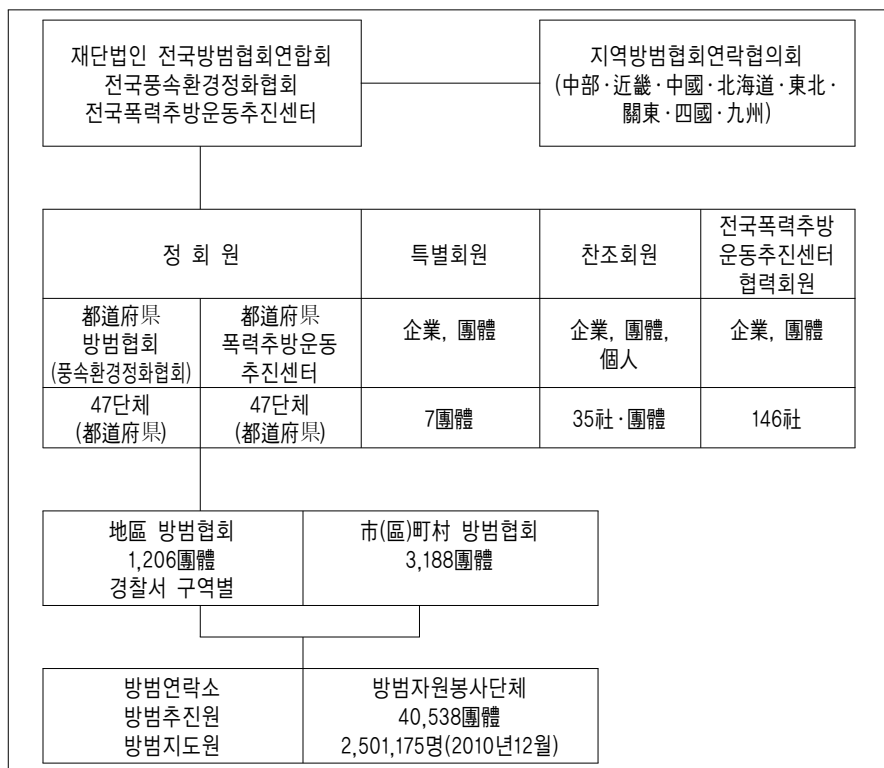 재단법인 전국방범협회연합회
전국풍속환경정화협회
전국폭력추방운동추진센터
지역방범협회연락협의회
(中部·近畿·中國·北海道·東北·
關東·四國·九州)
정 회 원
특별회원
찬조회원
전국폭력추방
운동추진센터
협력회원
都道府県
방범협회
(풍속환경정화협회)
都道府県
폭력추방운동
추진센터
企業, 團體
企業, 團體,
個人
企業, 團體
47단체
(都道府県)
47단체
(都道府県)
7團體
35社·團體
146社
地區 방범협회
1,206團體
경찰서 구역별
市(區)町村 방범협회
3,188團體
방범연락소
방범추진원
방범지도원
방범자원봉사단체
40,538團體
2,501,175명(2010년12월)